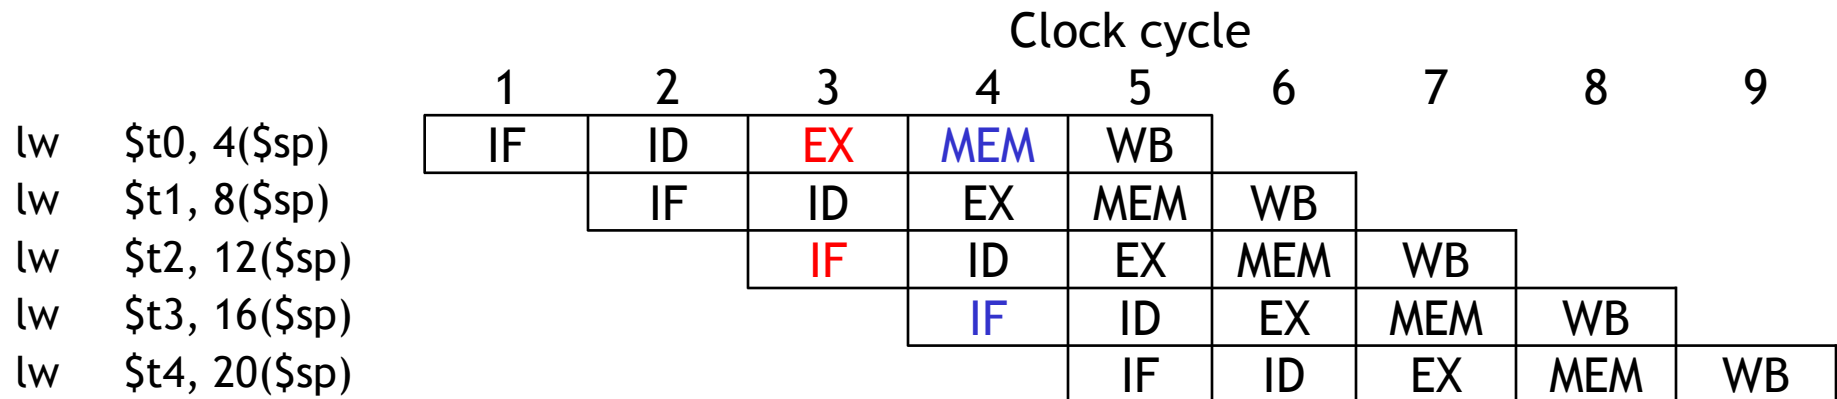 Clock cycle
1 2 3 4 5 6 7 8 9
lw $t0, 4($sp) IF ID EX MEM WB
lw $t1, 8($sp) IF ID EX MEM WB
lw $t2, 12($sp) IF ID EX MEM WB
lw $t3, 16($sp) IF ID EX MEM WB
lw $t4, 20($sp) IF ID EX MEM WB